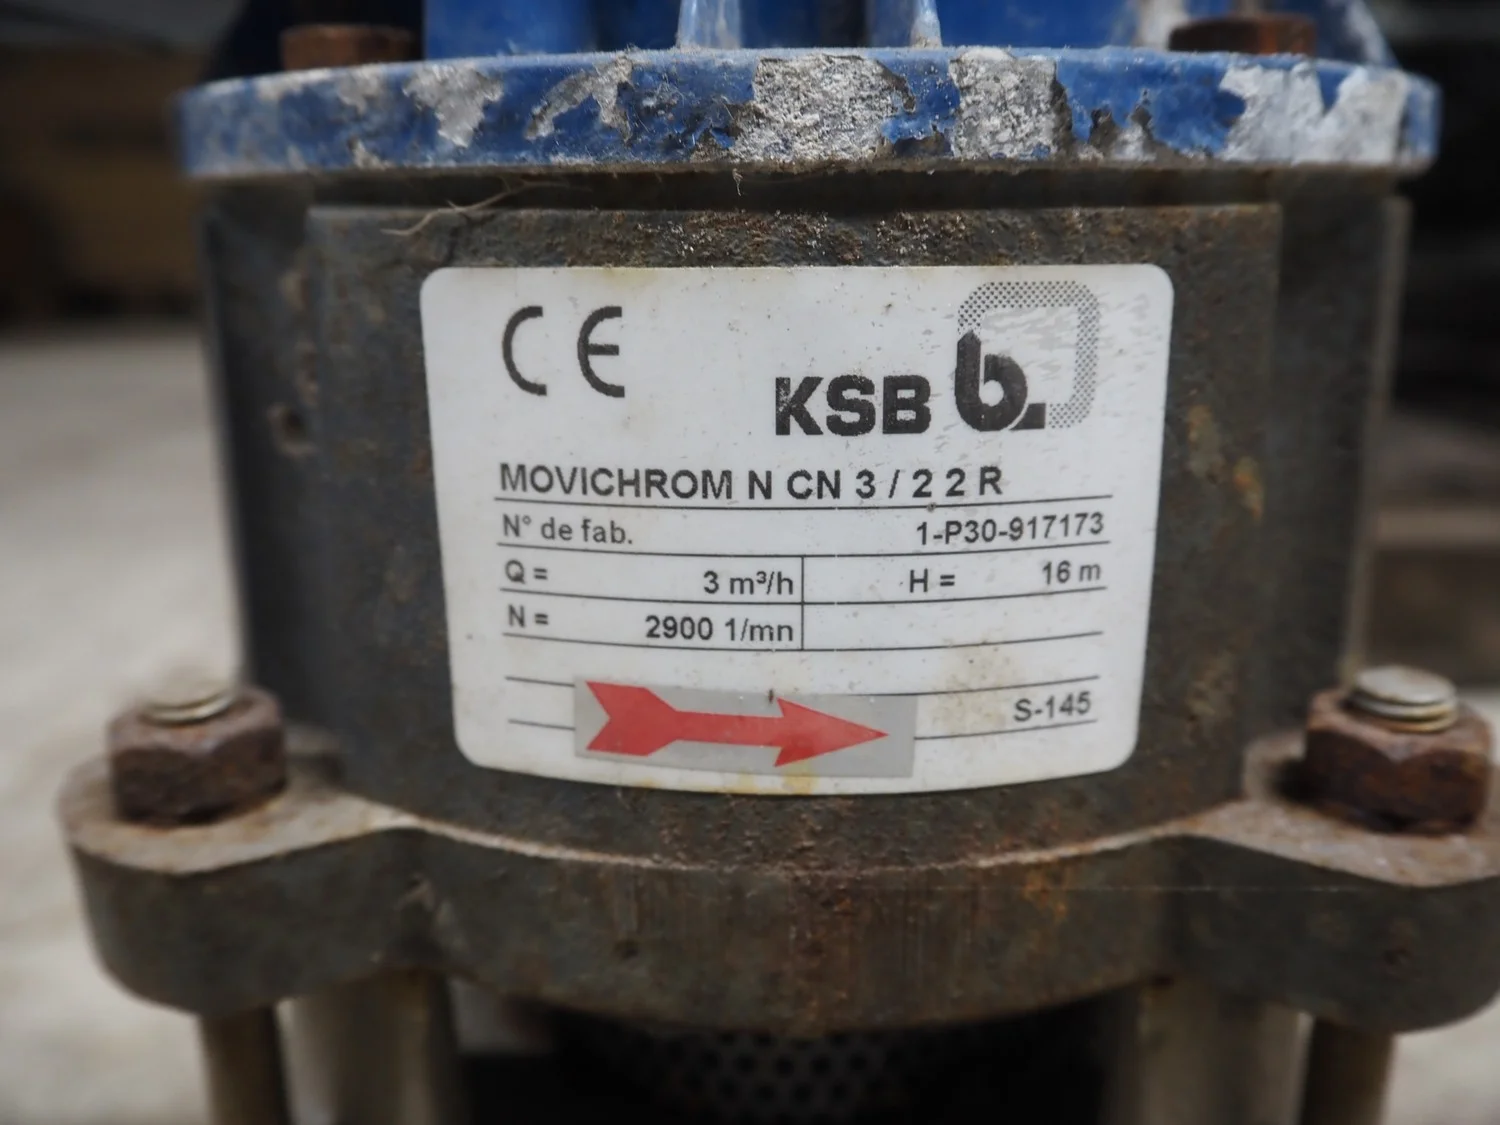 CE
KSB b.
MOVICHROM N CN 3 / 2 2 R
N° de fab. 1-P30-917173
Q = 3 m³/h H = 16 m
N = 2900 1/mn
S-145